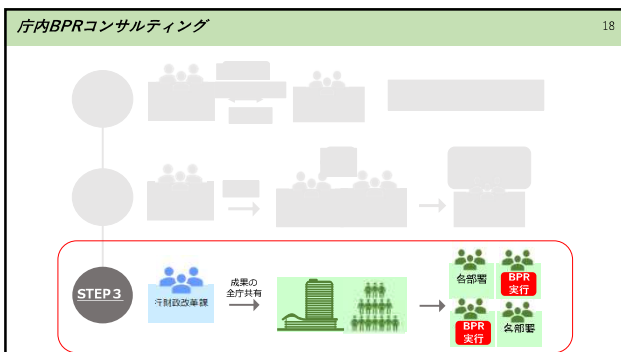 庁内BPRコンサルティング
18
STEP3
行財政改革課
成果の
全庁共有
各部署
BPR
実行
BPR
実行
各部署